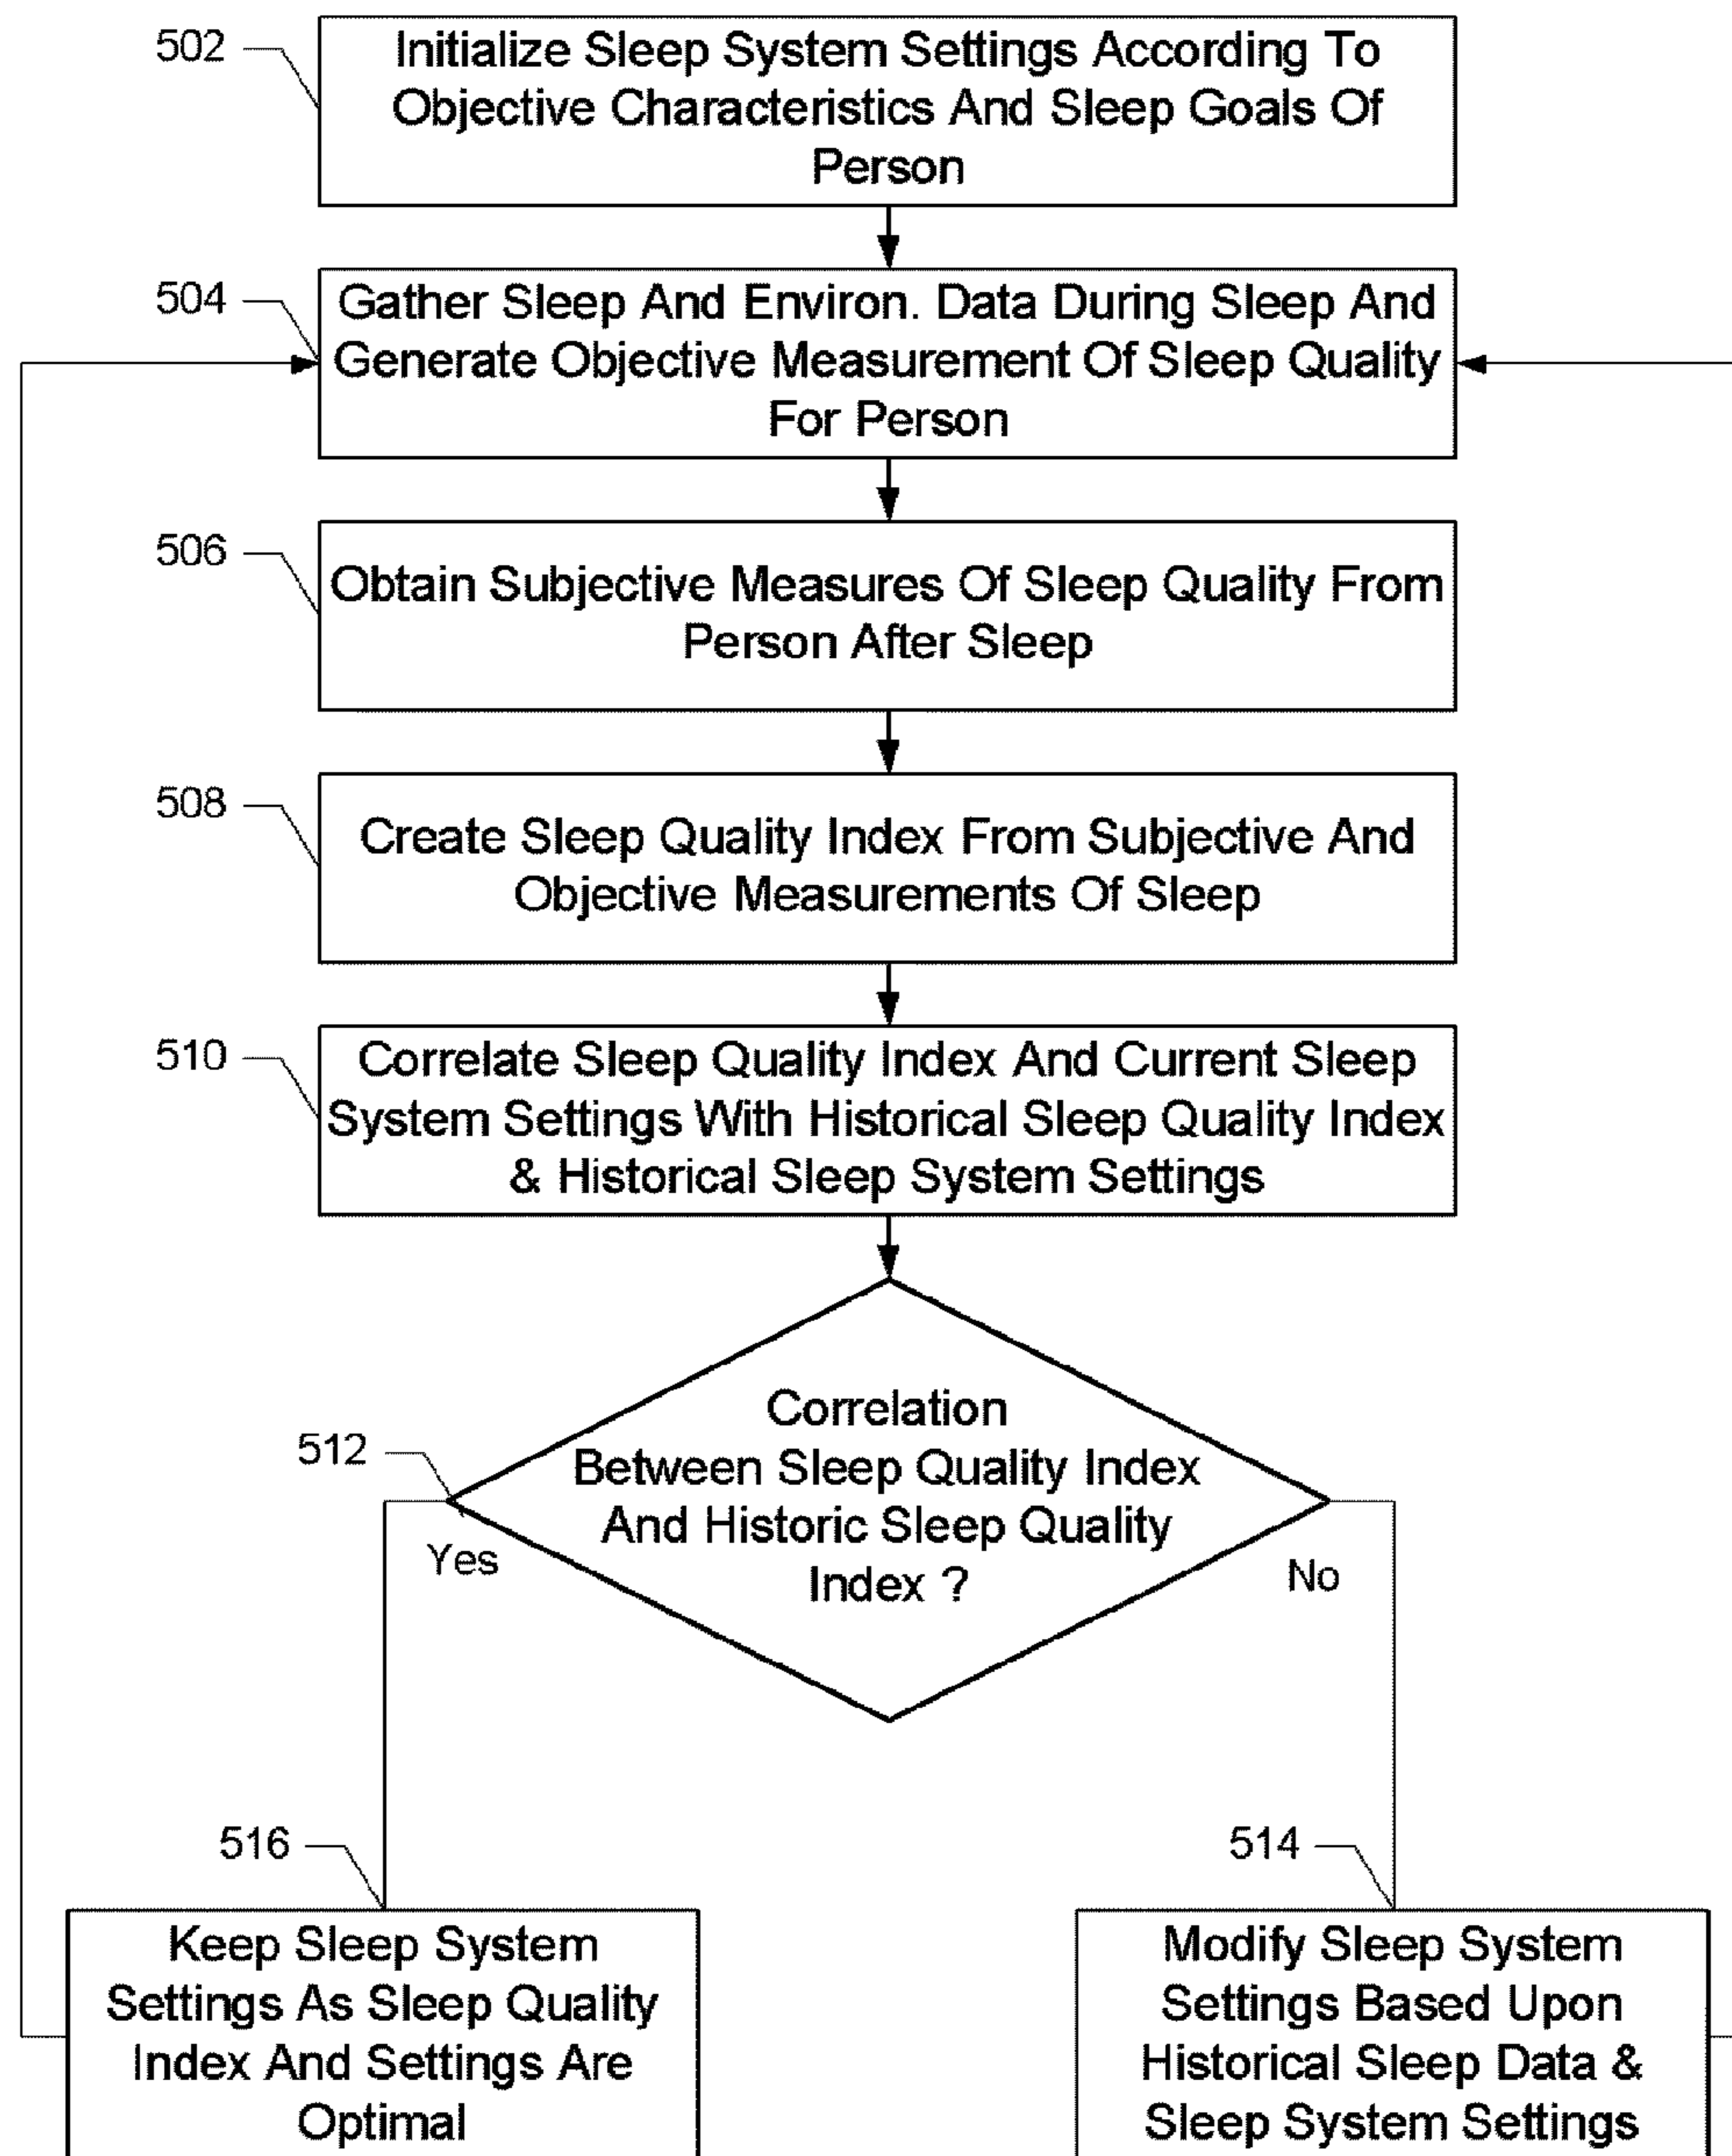 502
Initialize Sleep System Settings According To
Objective Characteristics And Sleep Goals Of
Person
504
Gather Sleep And Environ. Data During Sleep And
Generate Objective Measurement Of Sleep Quality
For Person
506
Obtain Subjective Measures Of Sleep Quality From
Person After Sleep
508
Create Sleep Quality Index From Subjective And
Objective Measurements Of Sleep
510
Correlate Sleep Quality Index And Current Sleep
System Settings With Historical Sleep Quality Index
& Historical Sleep System Settings
512
Correlation
Between Sleep Quality Index
And Historic Sleep Quality
Index ?
Yes
No
516
Keep Sleep System
Settings As Sleep Quality
Index And Settings Are
Optimal
514
Modify Sleep System
Settings Based Upon
Historical Sleep Data &
Sleep System Settings